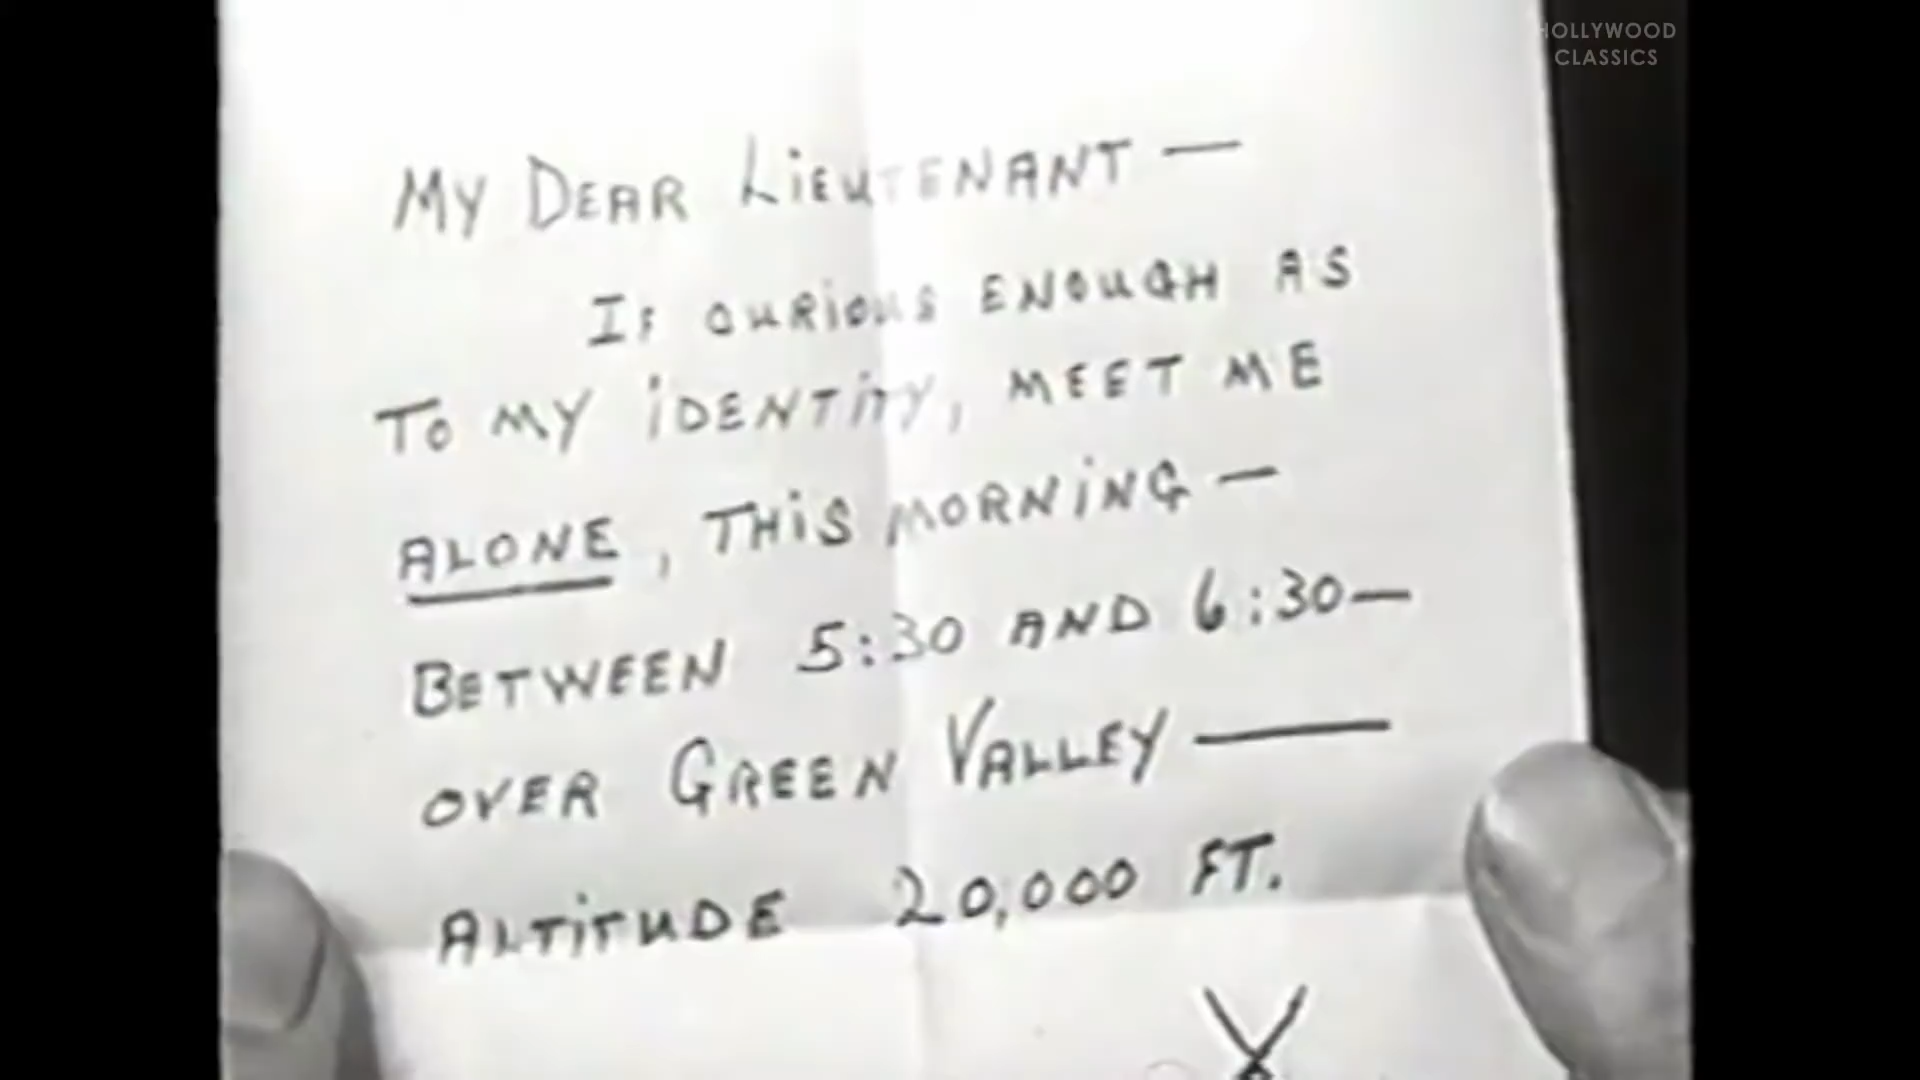 HOLLYWOOD
CLASSICS
MY DEAR LIEUTENANT —
IF CURIOUS ENOUGH AS
TO MY IDENTITY, MEET ME
ALONE, THIS MORNING —
BETWEEN 5:30 AND 6:30 —
OVER GREEN VALLEY —
ALTITUDE 20,000 FT.
X